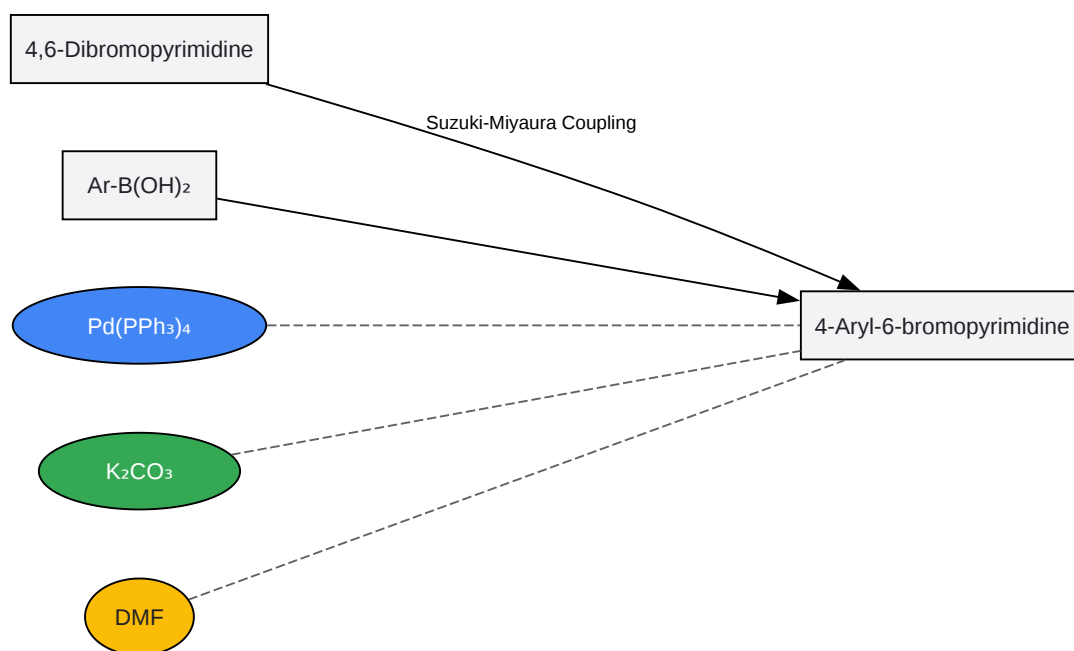 4,6-Dibromopyrimidine
Suzuki-Miyaura Coupling
Ar-B(OH)₂
Pd(PPh₃)₄
4-Aryl-6-bromopyrimidine
K₂CO₃
DMF